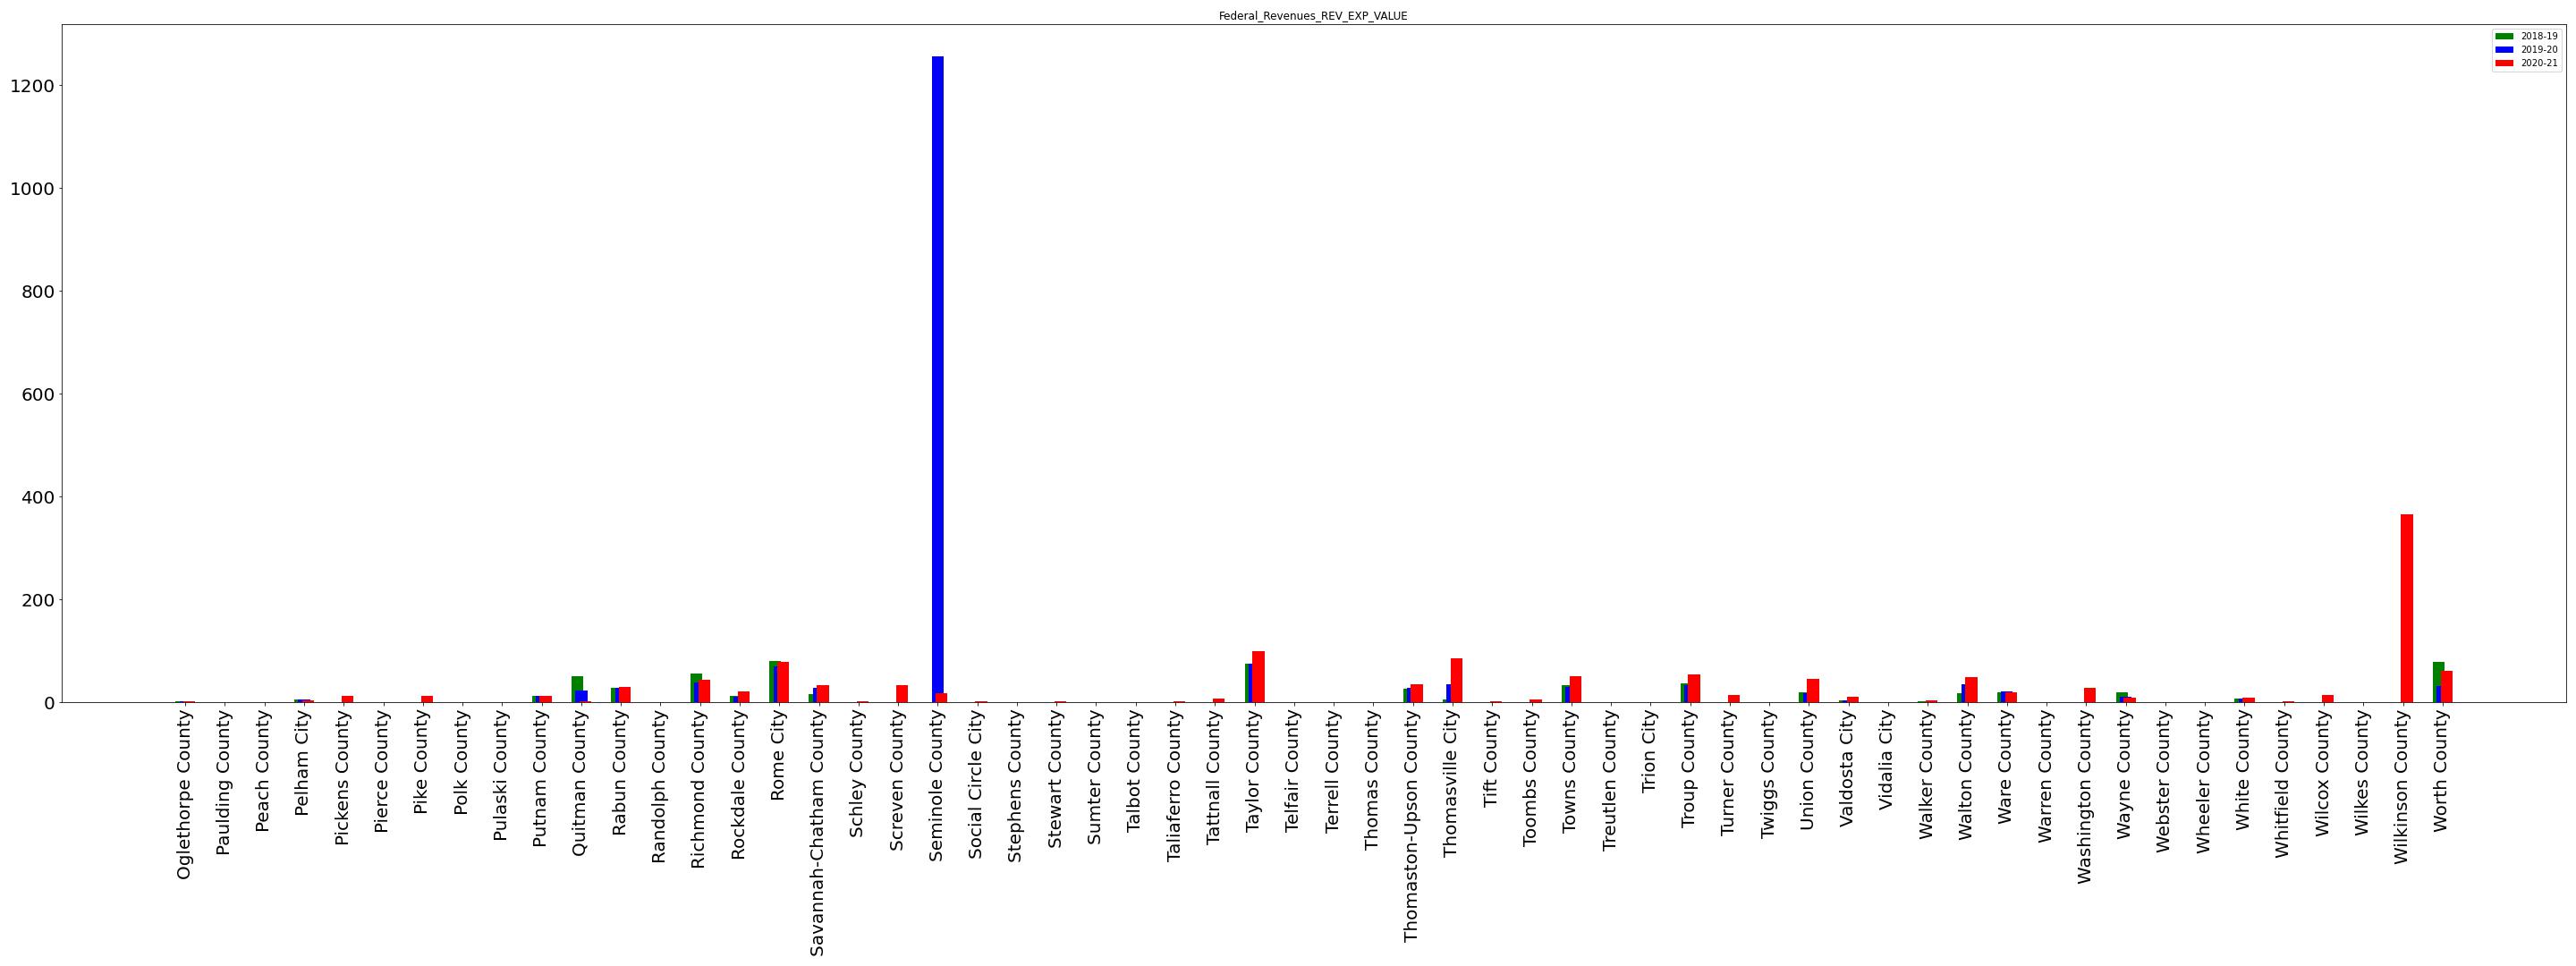 Federal_Revenues_REV_EXP_VALUE
2018-19
2019-20
2020-21
1200
1000
800
600
400
200
0
Oglethorpe County
Paulding County
Peach County
Pelham City
Pickens County
Pierce County
Pike County
Polk County
Pulaski County
Putnam County
Quitman County
Rabun County
Randolph County
Richmond County
Rockdale County
Rome City
Savannah-Chatham County
Schley County
Screven County
Seminole County
Social Circle City
Stephens County
Stewart County
Sumter County
Talbot County
Taliaferro County
Tattnall County
Taylor County
Telfair County
Terrell County
Thomas County
Thomaston-Upson County
Thomasville City
Tift County
Toombs County
Towns County
Treutlen County
Trion City
Troup County
Turner County
Twiggs County
Union County
Valdosta City
Vidalia City
Walker County
Walton County
Ware County
Warren County
Washington County
Wayne County
Webster County
Wheeler County
White County
Whitfield County
Wilcox County
Wilkes County
Wilkinson County
Worth County